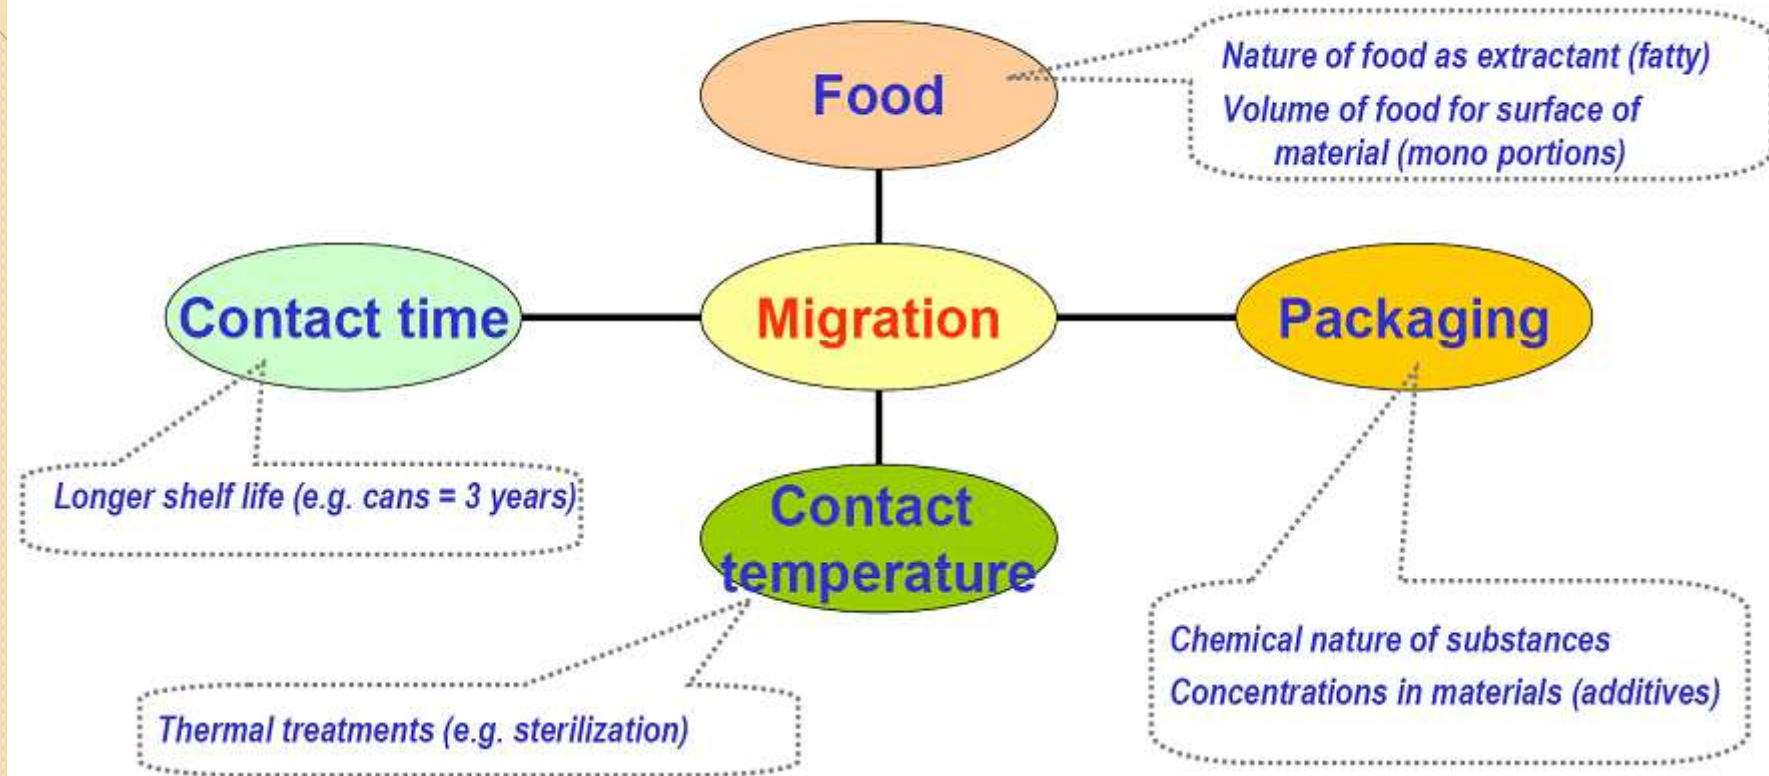 Food
Nature of food as extractant (fatty)
Volume of food for surface of
material (mono portions)
Contact time
Migration
Packaging
Longer shelf life (e.g. cans = 3 years)
Contact
temperature
Chemical nature of substances
Concentrations in materials (additives)
Thermal treatments (e.g. sterilization)